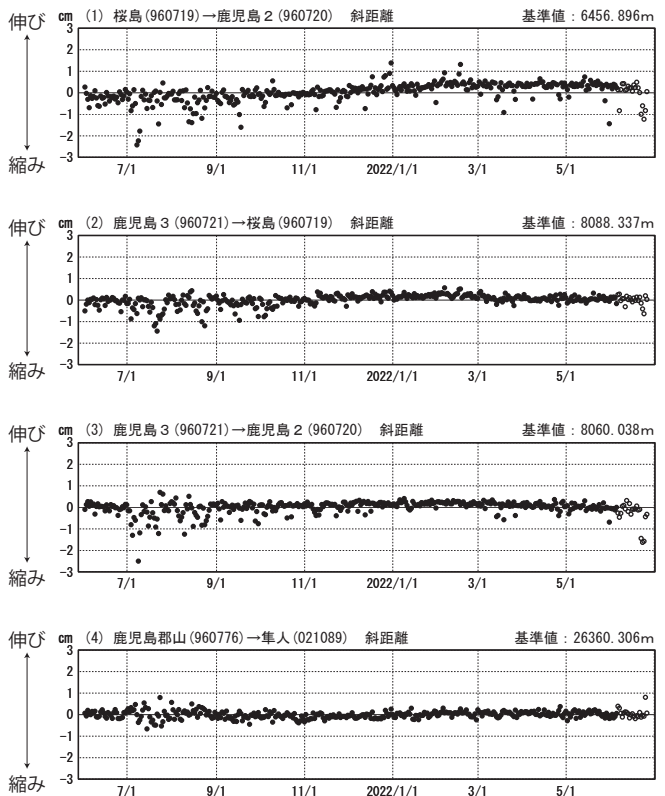 伸び cm (1) 桜島(960719)→鹿児島2(960720) 斜距離 基準値:6456.896m
3
2
1
0
-1
-2
縮み -3
7/1 9/1 11/1 2022/1/1 3/1 5/1
伸び cm (2) 鹿児島3(960721)→桜島(960719) 斜距離 基準値:8088.337m
3
2
1
0
-1
-2
縮み -3
7/1 9/1 11/1 2022/1/1 3/1 5/1
伸び cm (3) 鹿児島3(960721)→鹿児島2(960720) 斜距離 基準値:8060.038m
3
2
1
0
-1
-2
縮み -3
7/1 9/1 11/1 2022/1/1 3/1 5/1
伸び cm (4) 鹿児島郡山(960776)→隼人(021089) 斜距離 基準値:26360.306m
3
2
1
0
-1
-2
縮み -3
7/1 9/1 11/1 2022/1/1 3/1 5/1